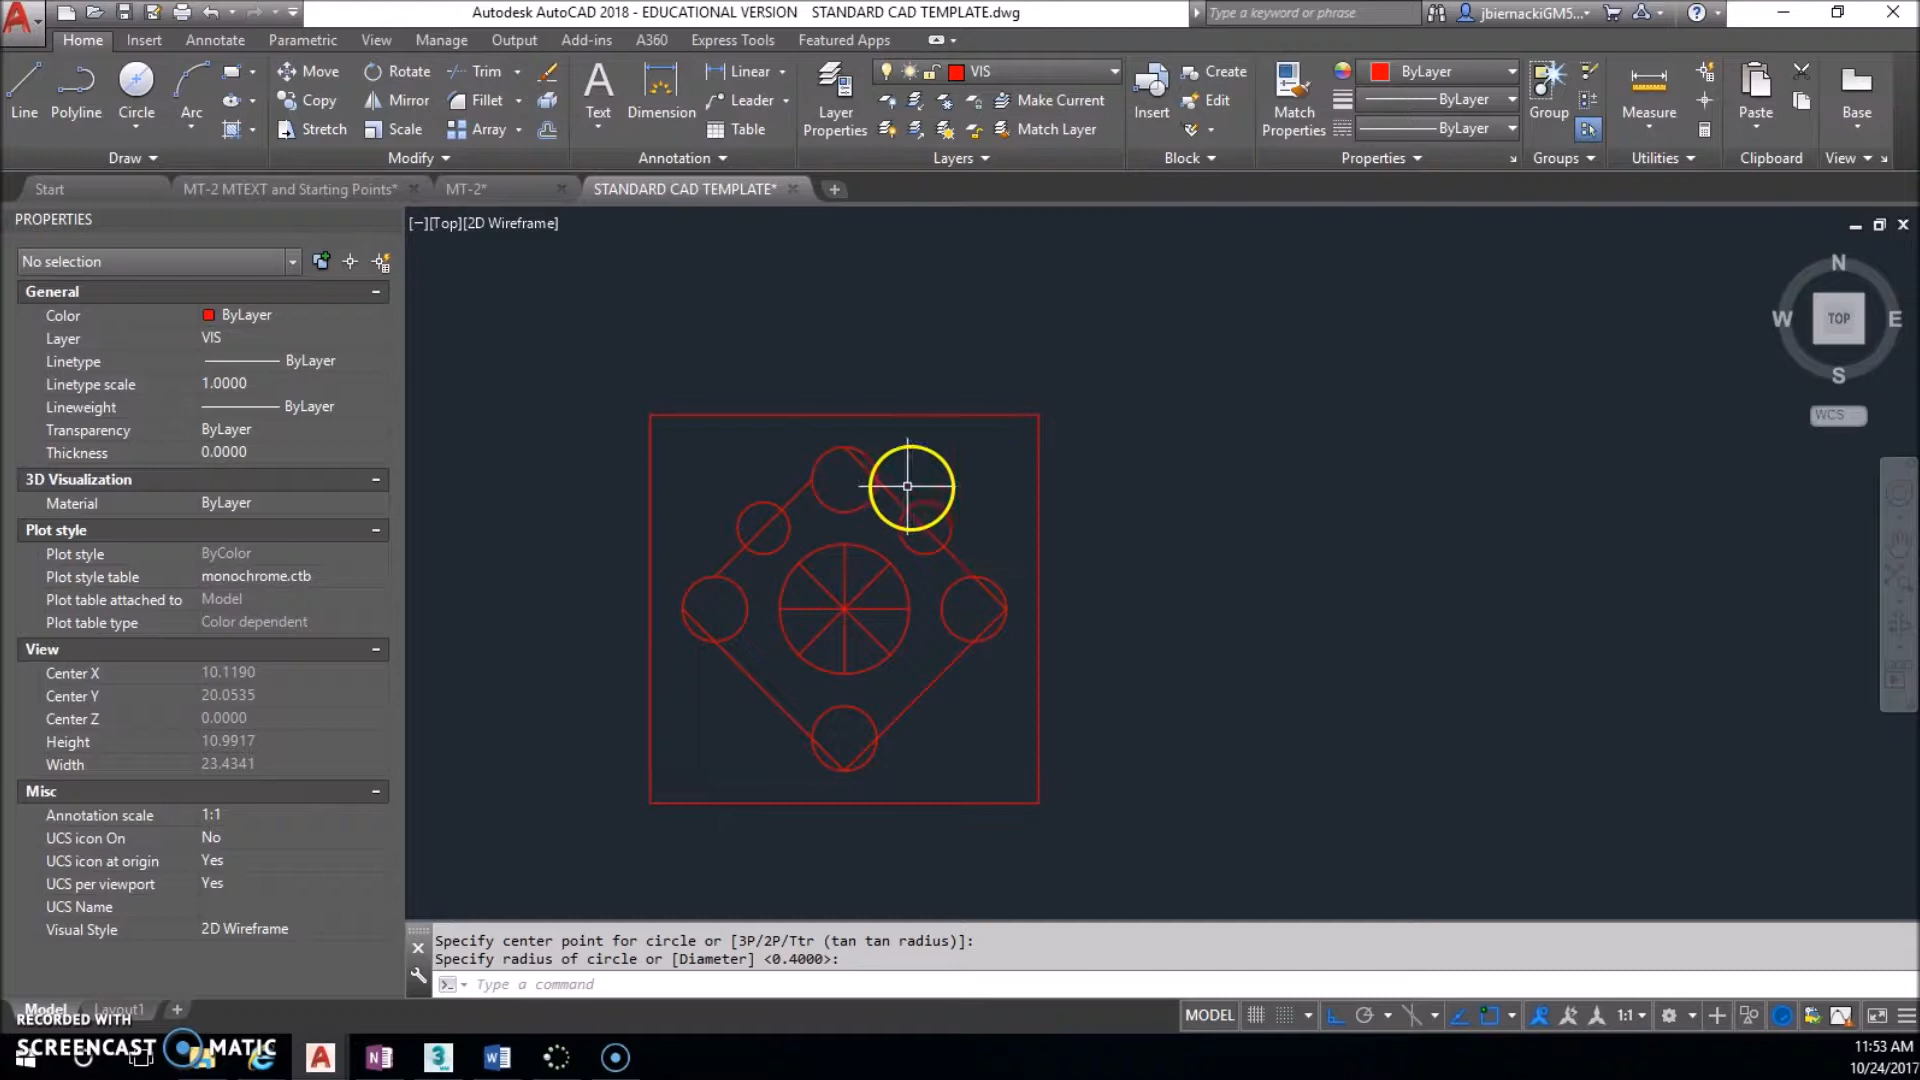 Autodesk AutoCAD 2018 - EDUCATIONAL VERSION STANDARD CAD TEMPLATE.dwg
Type a keyword or phrase
jbiernackiGM5...
Home Insert Annotate Parametric View Manage Output Add-ins A360 Express Tools Featured Apps
Line Polyline Circle Arc
Move Rotate Trim
Copy Mirror Fillet
Stretch Scale Array
Text Dimension
Linear
Leader
Table
Layer Properties
VIS
Make Current
Match Layer
Insert
Create
Edit
Match Properties
ByLayer
ByLayer
ByLayer
Group
Measure
Paste
Base
Draw Modify Annotation Layers Block Properties Groups Utilities Clipboard View
Start MT-2 MTEXT and Starting Points* MT-2* STANDARD CAD TEMPLATE*
PROPERTIES
No selection
General
Color ByLayer
Layer VIS
Linetype ByLayer
Linetype scale 1.0000
Lineweight ByLayer
Transparency ByLayer
Thickness 0.0000
3D Visualization
Material ByLayer
Plot style
Plot style ByColor
Plot style table monochrome.ctb
Plot table attached to Model
Plot table type Color dependent
View
Center X 10.1190
Center Y 20.0535
Center Z 0.0000
Height 10.9917
Width 23.4341
Misc
Annotation scale 1:1
UCS icon On No
UCS icon at origin Yes
UCS per viewport Yes
UCS Name
Visual Style 2D Wireframe
[−][Top][2D Wireframe]
N
W TOP E
S
WCS
Specify center point for circle or [3P/2P/Ttr (tan tan radius)]:
Specify radius of circle or [Diameter] <0.4000>:
Type a command
Model Layout1
MODEL 1:1
RECORDED WITH
SCREENCAST MATIC
11:53 AM
10/24/2017